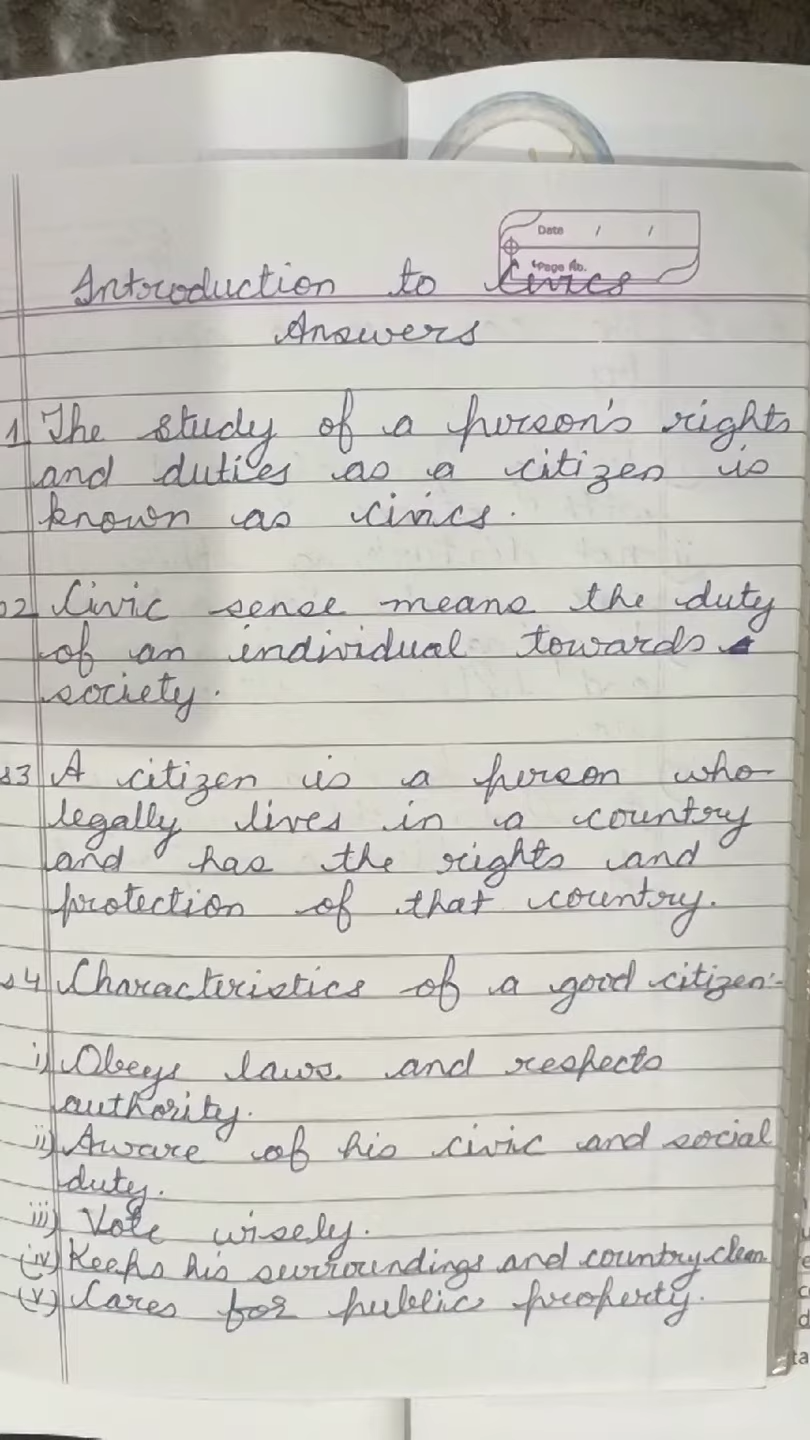 Date / /
Page No.
Introduction to Civics
Answers
1 The study of a person's rights
and duties as a citizen is
known as civics.
2 Civic sense means the duty
of an individual towards
society.
3 A citizen is a person who
legally lives in a country
and has the rights and
protection of that country.
4 Characteristics of a good citizen:-
i) Obeys laws and respects
authority.
ii) Aware of his civic and social
duty.
iii) Vote wisely.
(iv) Keeps his surroundings and country clean
(v) Cares for public property.